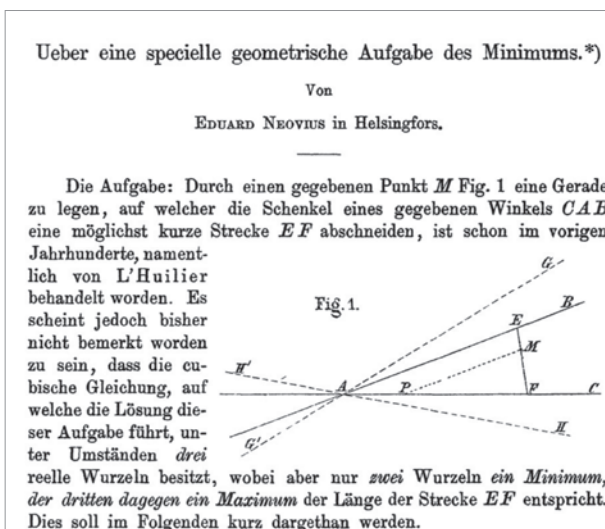 Ueber eine specielle geometrische Aufgabe des Minimums.*)
Von
EDUARD NEOVIUS in Helsingfors.
Die Aufgabe: Durch einen gegebenen Punkt M Fig. 1 eine Gerade
zu legen, auf welcher die Schenkel eines gegebenen Winkels CAB
eine möglichst kurze Strecke EF abschneiden, ist schon im vorigen
Jahrhunderte, nament-
lich von L'Huilier
behandelt worden. Es
scheint jedoch bisher
nicht bemerkt worden
zu sein, dass die cu-
bische Gleichung, auf
welche die Lösung die-
ser Aufgabe führt, un-
ter Umständen drei
Fig. 1.
G
B
E
M
H'
A
P
F
C
G'
H
reelle Wurzeln besitzt, wobei aber nur zwei Wurzeln ein Minimum,
der dritten dagegen ein Maximum der Länge der Strecke EF entspricht.
Dies soll im Folgenden kurz dargethan werden.